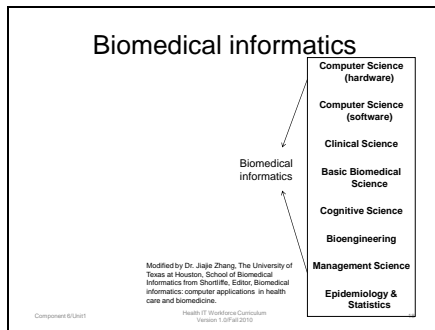 Biomedical informatics
Computer Science
(hardware)
Computer Science
(software)
Clinical Science
Biomedical
informatics
Basic Biomedical
Science
Cognitive Science
Bioengineering
Management Science
Epidemiology &
Statistics
Modified by Dr. Jiajie Zhang, The University of
Texas at Houston, School of Biomedical
Informatics from Shortliffe, Editor, Biomedical
informatics: computer applications in health
care and biomedicine.
Component 6/Unit1
Health IT Workforce Curriculum
Version 1.0/Fall 2010